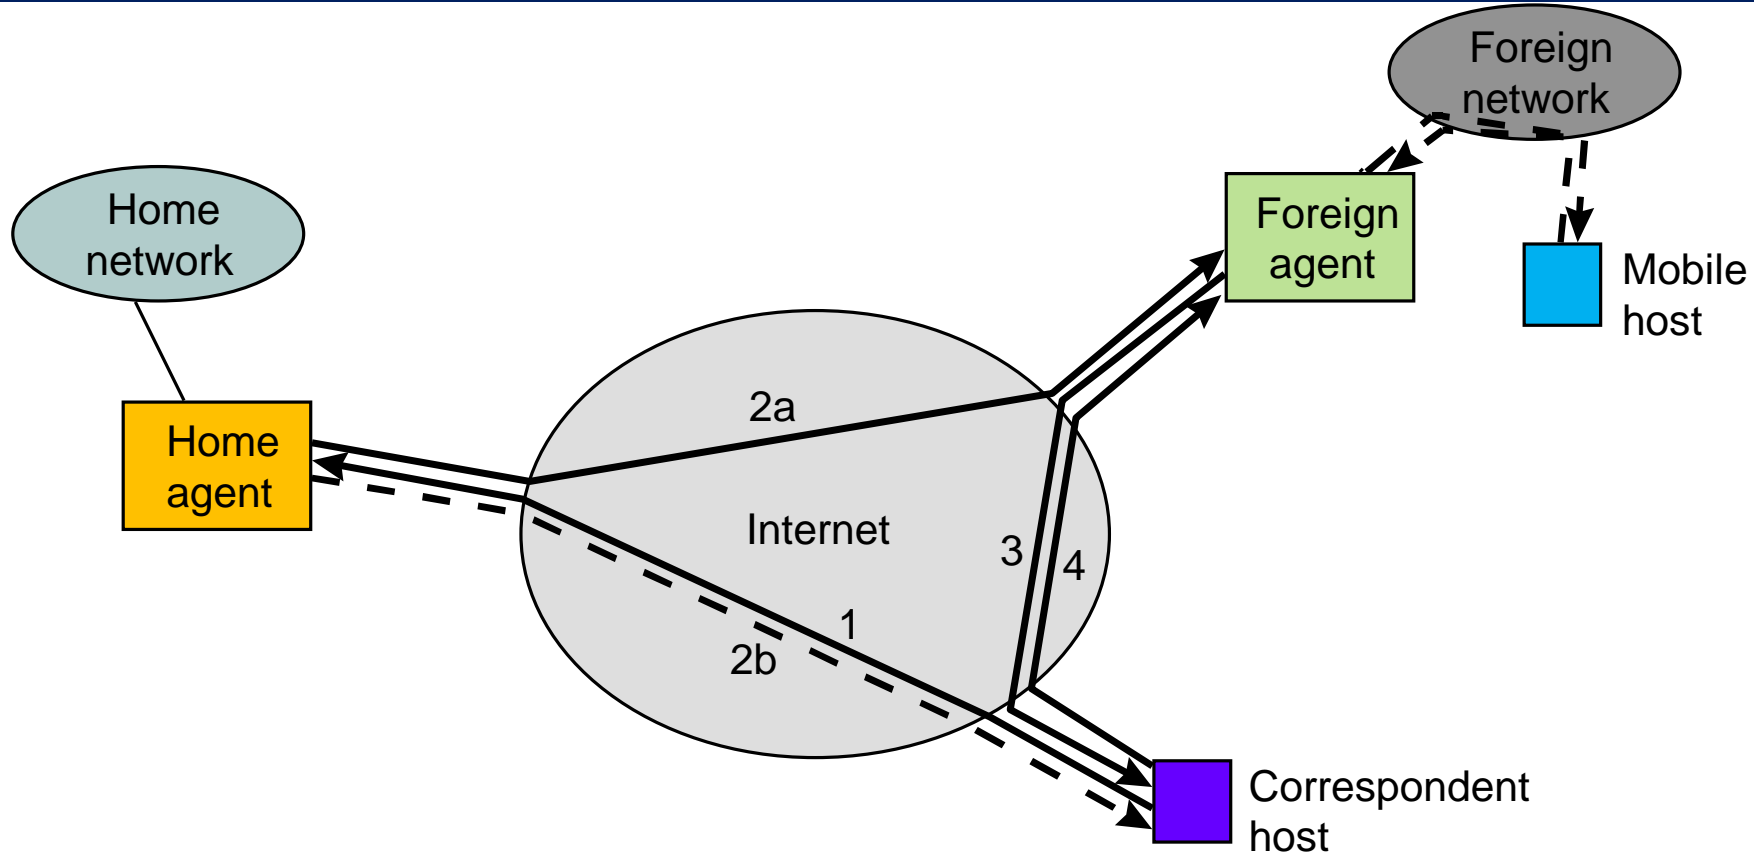 Foreign
network
Home
network
Foreign
agent
Mobile
host
2a
Home
agent
Internet
3
4
1
2b
Correspondent
host